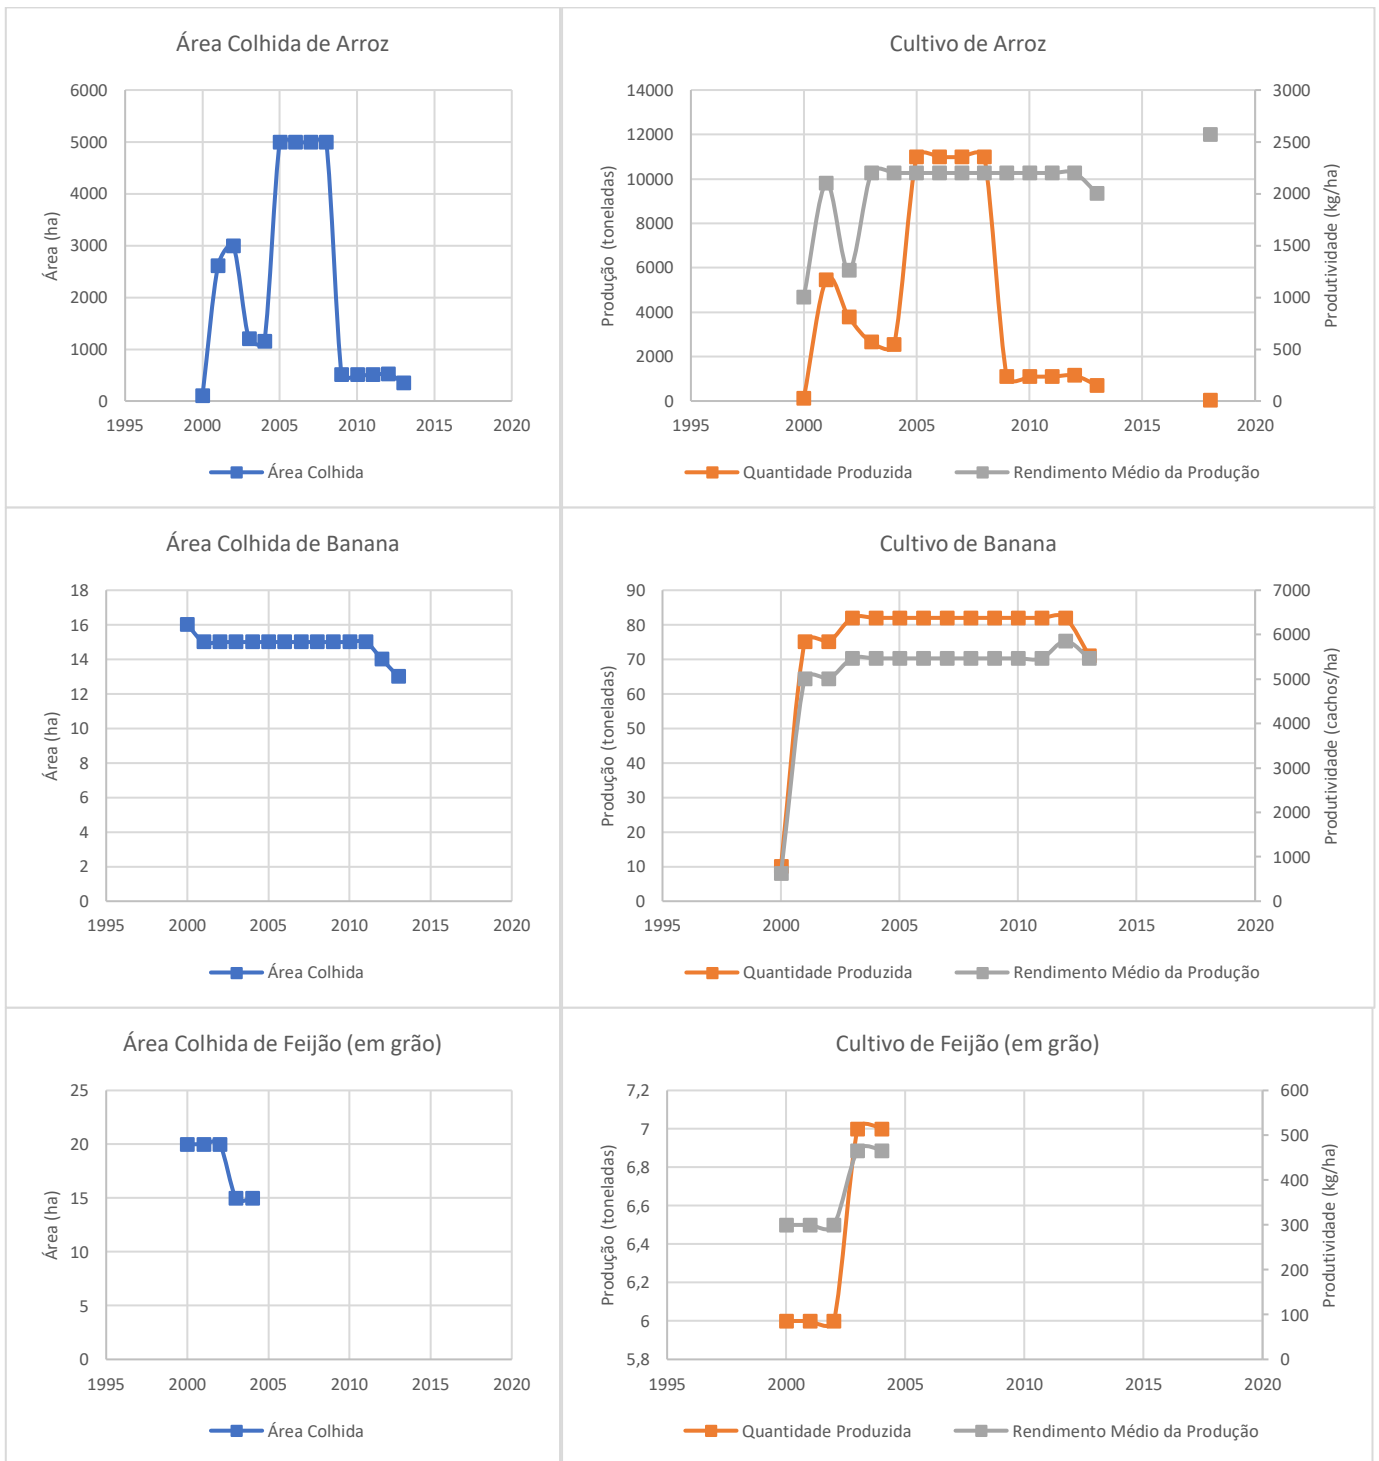 Área Colhida de Arroz
6000
5000
4000
3000
2000
1000
0
Área (ha)
1995 2000 2005 2010 2015 2020
Área Colhida
Cultivo de Arroz
14000
12000
10000
8000
6000
4000
2000
0
Produção (toneladas)
3000
2500
2000
1500
1000
500
0
Produtividade (kg/ha)
1995 2000 2005 2010 2015 2020
Quantidade Produzida Rendimento Médio da Produção
Área Colhida de Banana
18
16
14
12
10
8
6
4
2
0
Área (ha)
1995 2000 2005 2010 2015 2020
Área Colhida
Cultivo de Banana
90
80
70
60
50
40
30
20
10
0
Produção (toneladas)
7000
6000
5000
4000
3000
2000
1000
0
Produtividade (cachos/ha)
1995 2000 2005 2010 2015 2020
Quantidade Produzida Rendimento Médio da Produção
Área Colhida de Feijão (em grão)
25
20
15
10
5
0
Área (ha)
1995 2000 2005 2010 2015 2020
Área Colhida
Cultivo de Feijão (em grão)
7,2
7
6,8
6,6
6,4
6,2
6
5,8
Produção (toneladas)
600
500
400
300
200
100
0
Produtividade (kg/ha)
1995 2000 2005 2010 2015 2020
Quantidade Produzida Rendimento Médio da Produção